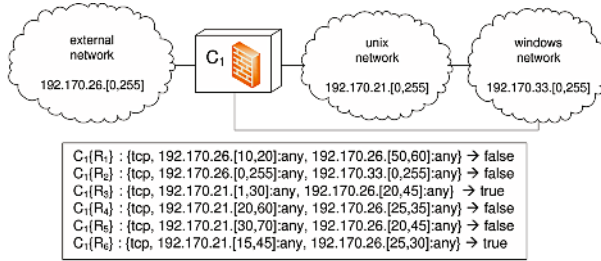 external network
192.170.26.[0,255]
C1
unix network
192.170.21.[0,255]
windows network
192.170.33.[0,255]
C1{R1} : {tcp, 192.170.26.[10,20]:any, 192.170.26.[50,60]:any} → false
C1{R2} : {tcp, 192.170.26.[0,255]:any, 192.170.33.[0,255]:any} → false
C1{R3} : {tcp, 192.170.21.[1,30]:any, 192.170.26.[20,45]:any} → true
C1{R4} : {tcp, 192.170.21.[20,60]:any, 192.170.26.[25,35]:any} → false
C1{R5} : {tcp, 192.170.21.[30,70]:any, 192.170.26.[20,45]:any} → false
C1{R6} : {tcp, 192.170.21.[15,45]:any, 192.170.26.[25,30]:any} → true